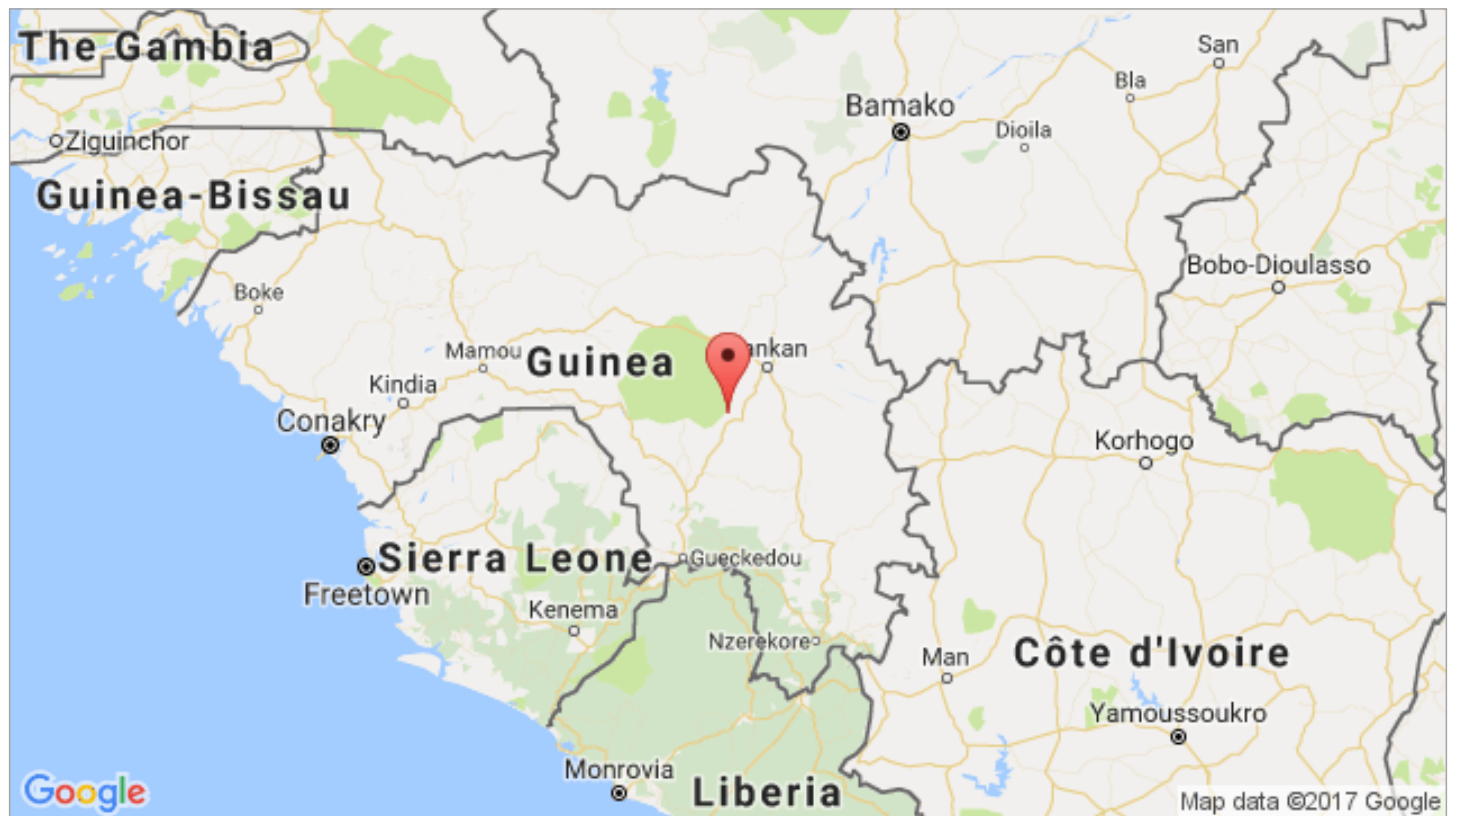 The Gambia
San
Bla
Bamako
Dioila
Ziguinchor
Guinea-Bissau
Bobo-Dioulasso
Boke
Mamou
Guinea
ankan
Kindia
Conakry
Korhogo
Sierra Leone
Gueckedou
Freetown
Kenema
Nzerekore
Man
Côte d'Ivoire
Yamoussoukro
Monrovia
Liberia
Google
Map data ©2017 Google